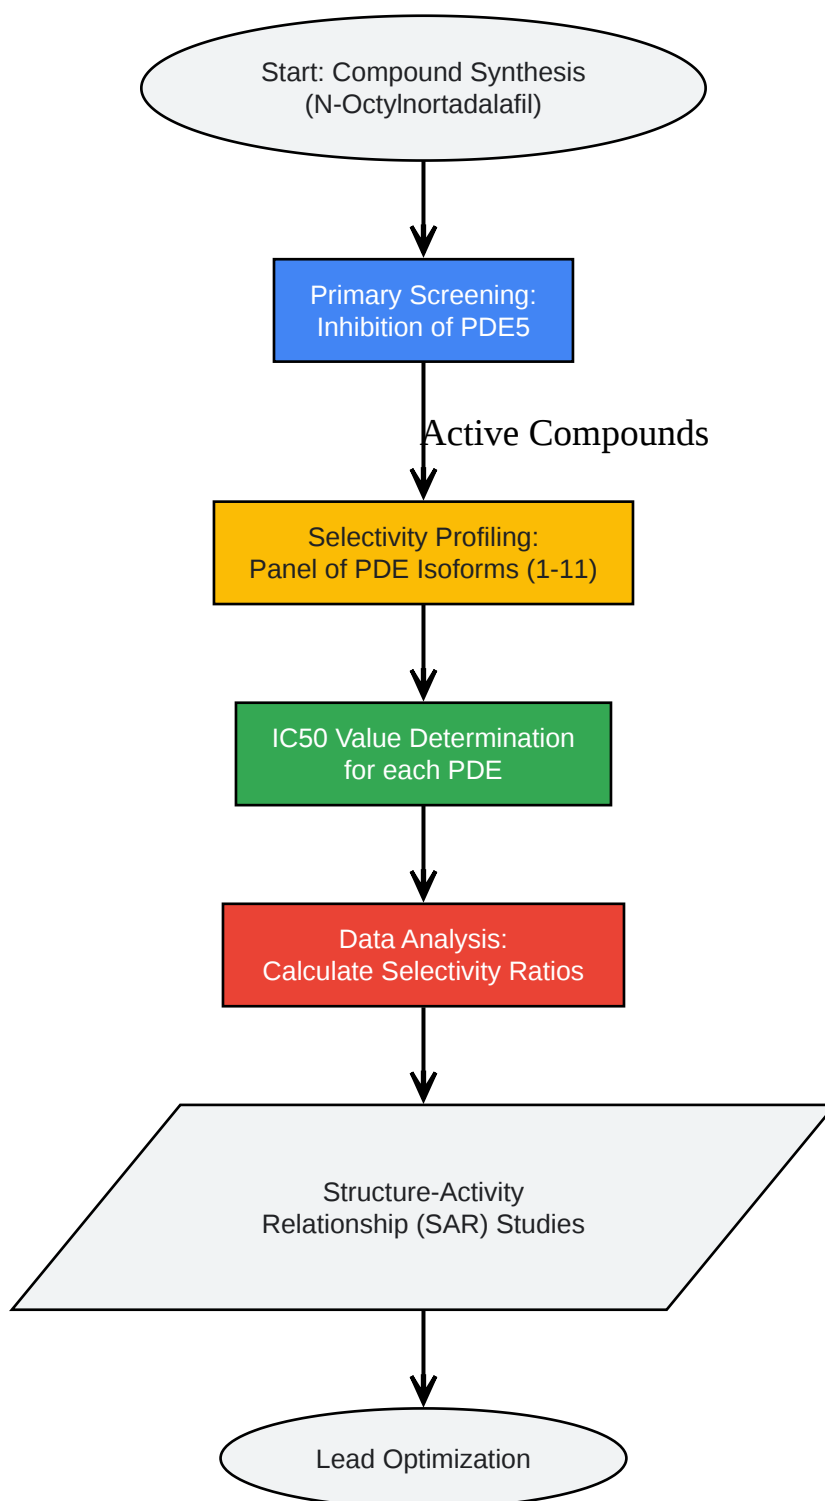 Start: Compound Synthesis
(N-Octylnortadalafil)
Primary Screening:
Inhibition of PDE5
Active Compounds
Selectivity Profiling:
Panel of PDE Isoforms (1-11)
IC50 Value Determination
for each PDE
Data Analysis:
Calculate Selectivity Ratios
Structure-Activity
Relationship (SAR) Studies
Lead Optimization